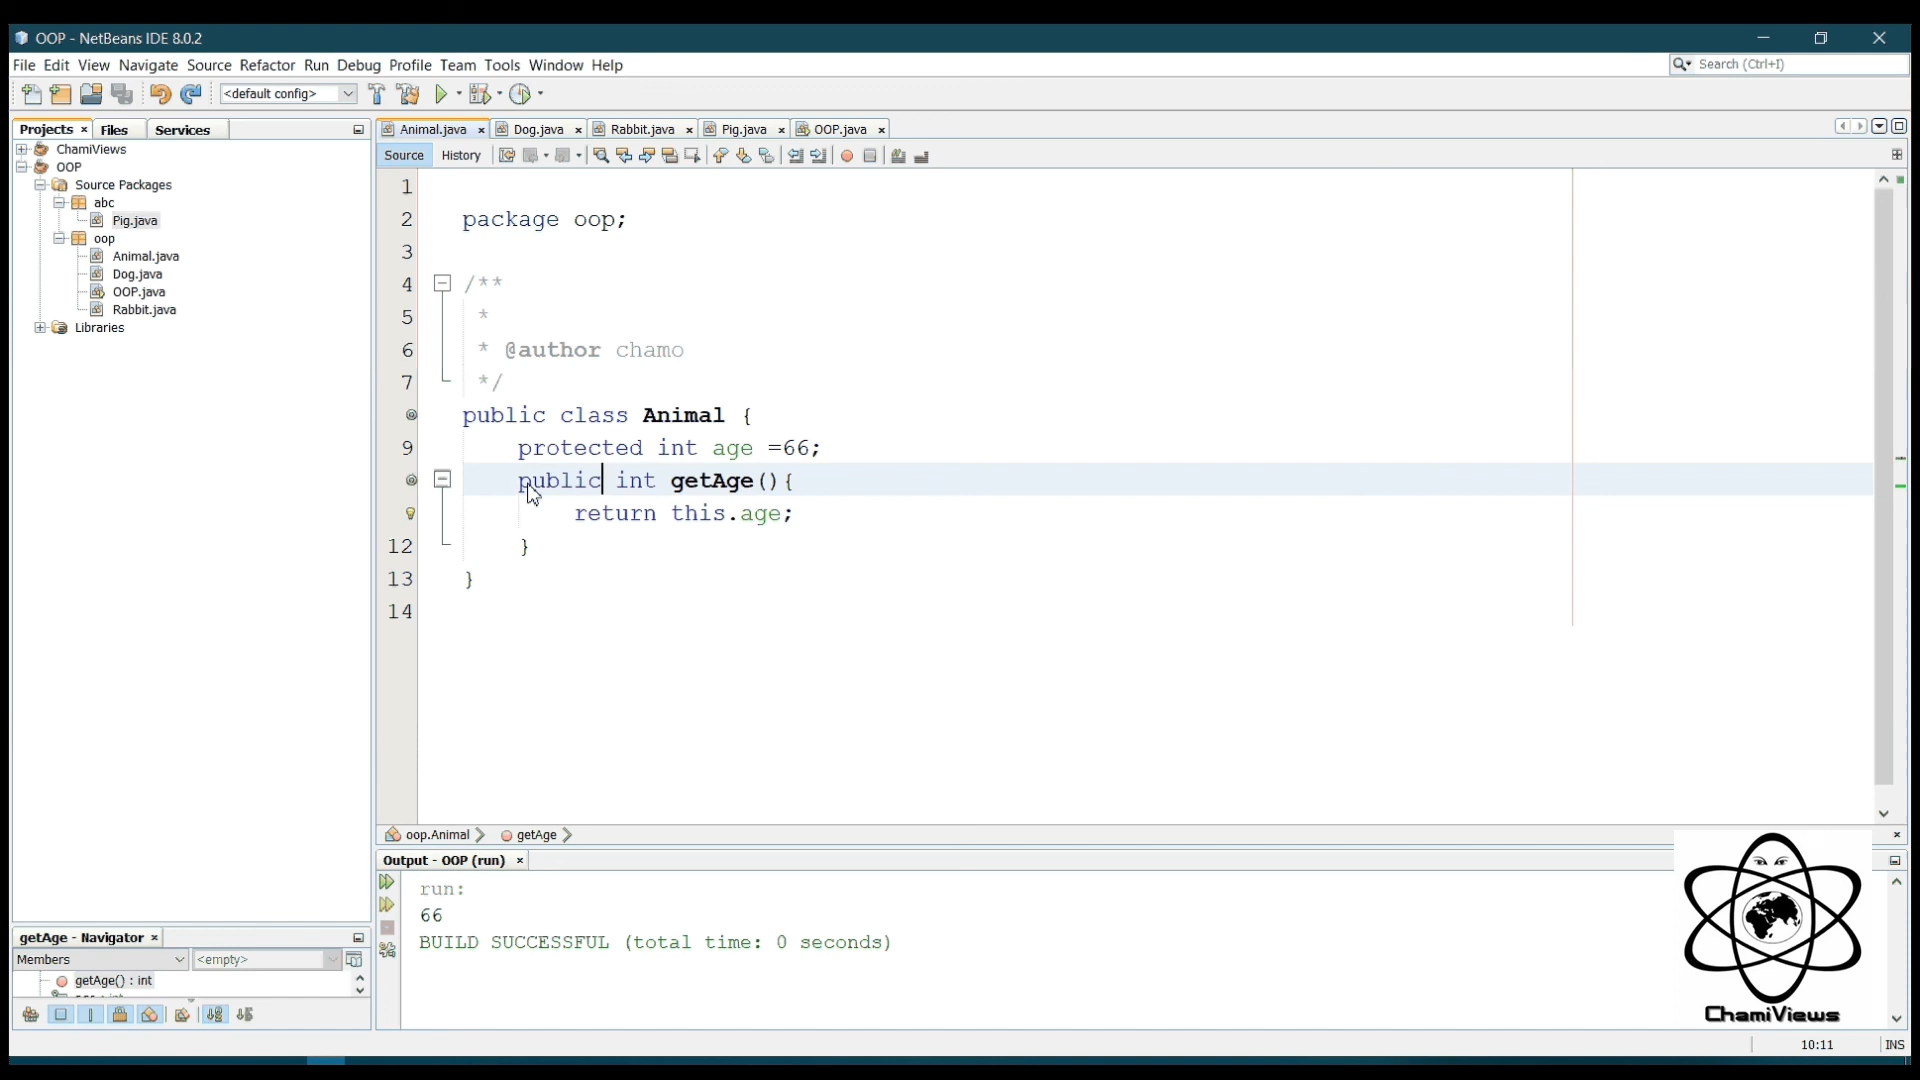 OOP - NetBeans IDE 8.0.2
File Edit View Navigate Source Refactor Run Debug Profile Team Tools Window Help
Search (Ctrl+I)
<default config>
Projects Files Services
Animal.java Dog.java Rabbit.java Pig.java OOP.java
Source History
ChamiViews
OOP
Source Packages
abc
Pig.java
oop
Animal.java
Dog.java
OOP.java
Rabbit.java
Libraries
1
2 package oop;
3
4 /**
5 *
6 * @author chamo
7 */
public class Animal {
9 protected int age =66;
public int getAge(){
return this.age;
12 }
13 }
14
oop.Animal getAge
Output - OOP (run)
run:
66
BUILD SUCCESSFUL (total time: 0 seconds)
getAge - Navigator
Members <empty>
getAge() : int
ChamiViews
10:11 INS